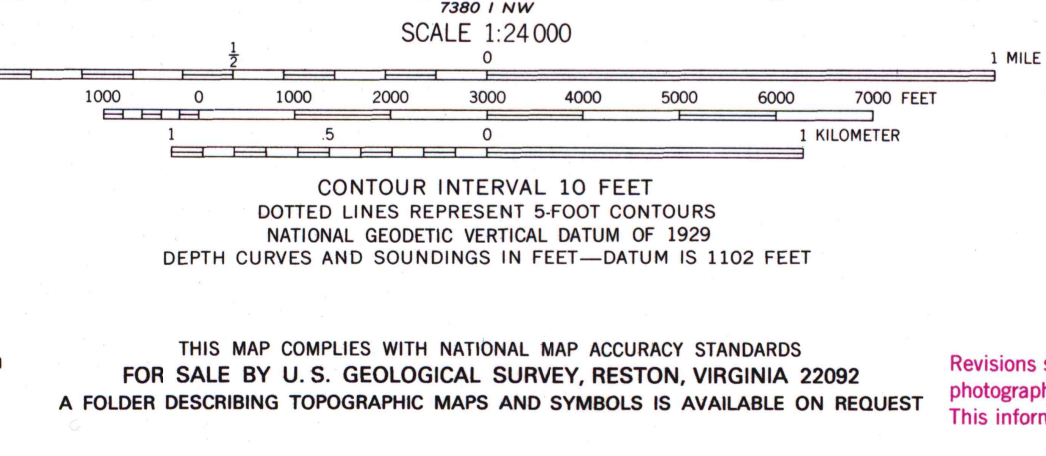 7380 I NW
SCALE 1:24 000
1/2 0 1 MILE
1000 0 1000 2000 3000 4000 5000 6000 7000 FEET
1 .5 0 1 KILOMETER
CONTOUR INTERVAL 10 FEET
DOTTED LINES REPRESENT 5-FOOT CONTOURS
NATIONAL GEODETIC VERTICAL DATUM OF 1929
DEPTH CURVES AND SOUNDINGS IN FEET—DATUM IS 1102 FEET
THIS MAP COMPLIES WITH NATIONAL MAP ACCURACY STANDARDS
FOR SALE BY U. S. GEOLOGICAL SURVEY, RESTON, VIRGINIA 22092
A FOLDER DESCRIBING TOPOGRAPHIC MAPS AND SYMBOLS IS AVAILABLE ON REQUEST
Revisions
photograph
This inform